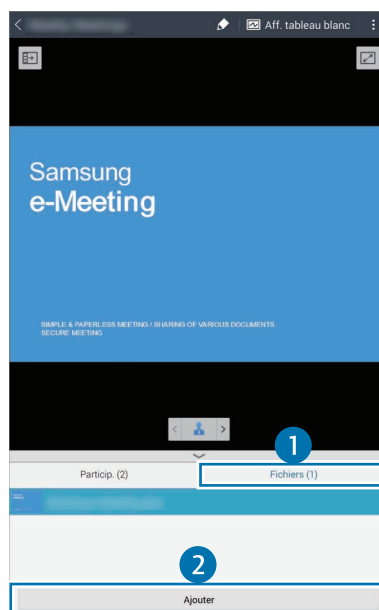 Aff. tableau blanc
Samsung
e-Meeting
SIMPLE & PAPERLESS MEETING / SHARING OF VARIOUS DOCUMENTS
SECURE MEETING
1
Particip. (2)
Fichiers (1)
2
Ajouter